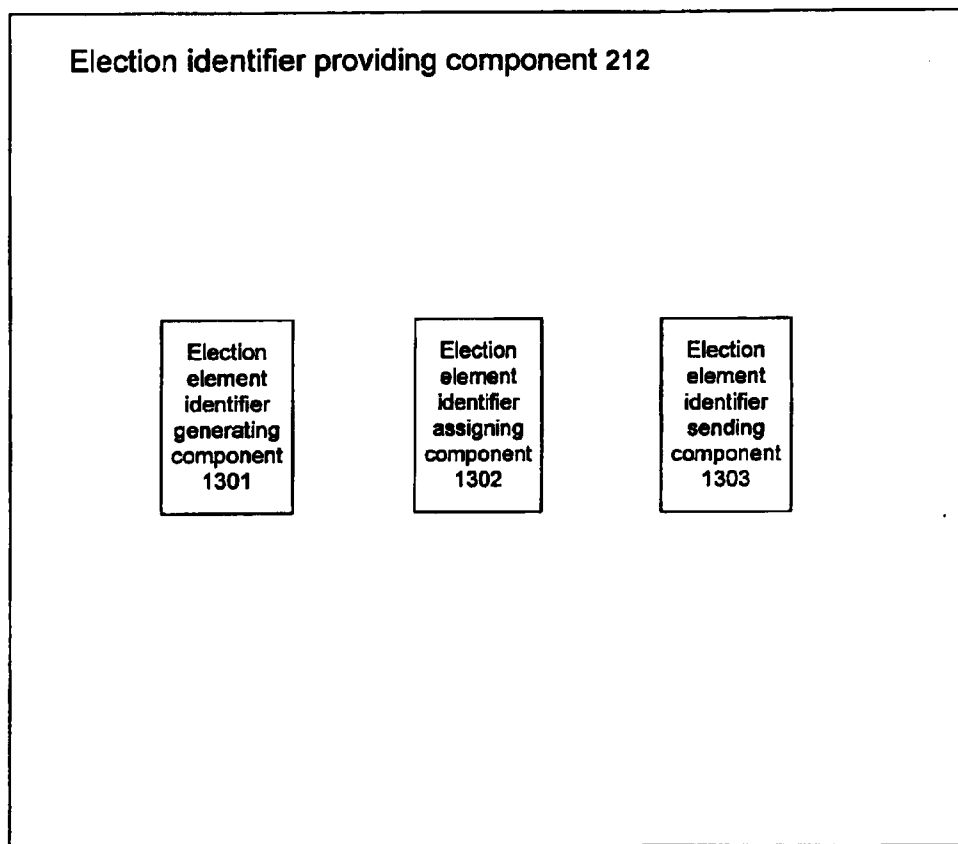 Election identifier providing component 212
Election
element
identifier
generating
component
1301
Election
element
identifier
assigning
component
1302
Election
element
identifier
sending
component
1303